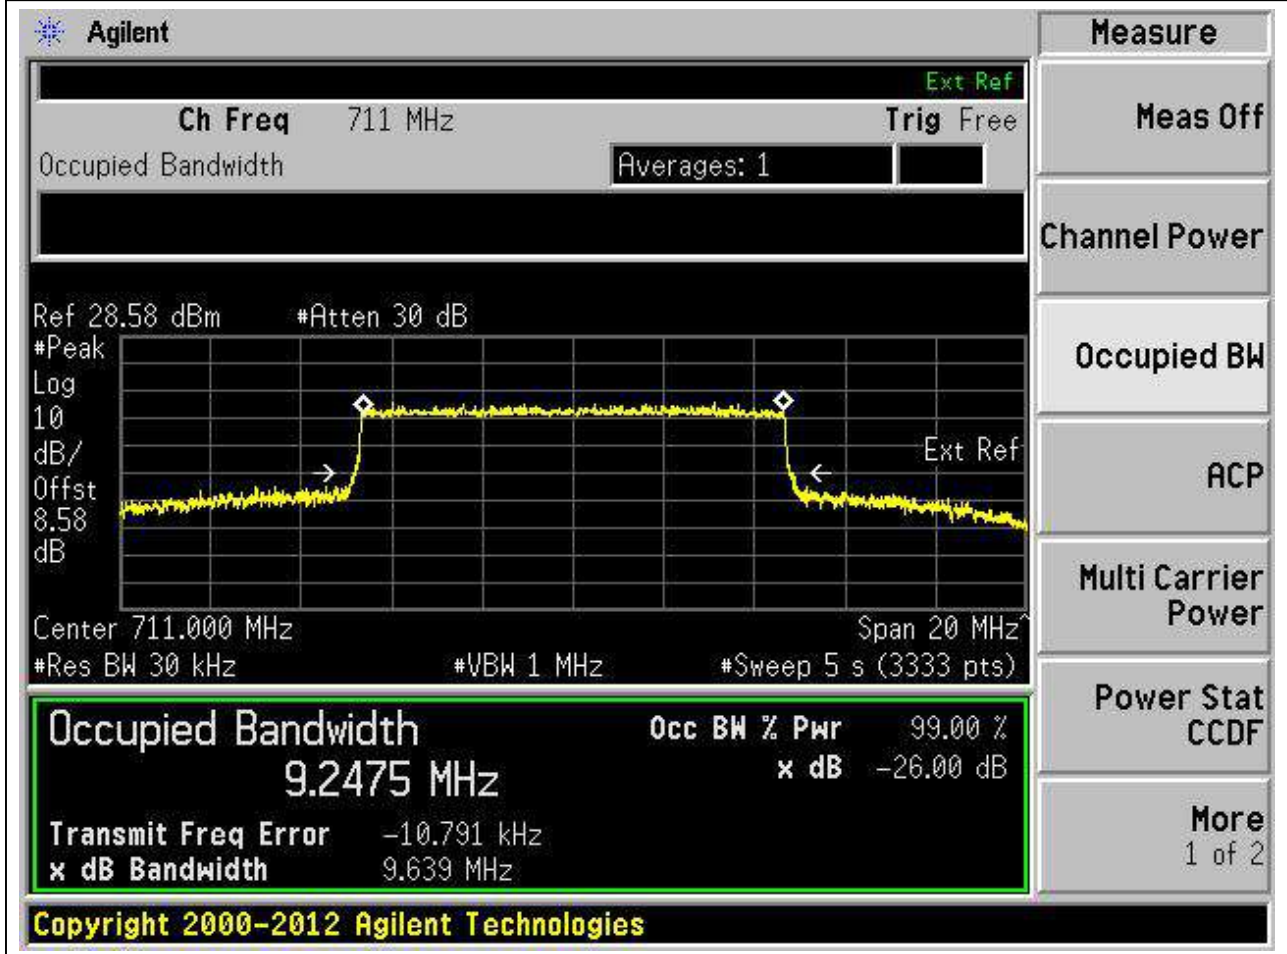 Agilent
Measure
Ext Ref
Ch Freq 711 MHz Trig Free
Occupied Bandwidth Averages: 1
Meas Off
Channel Power
Ref 28.58 dBm #Atten 30 dB
#Peak
Log
10
dB/
Offst
8.58
dB
Ext Ref
Occupied BW
ACP
Center 711.000 MHz Span 20 MHz^
#Res BW 30 kHz #VBW 1 MHz #Sweep 5 s (3333 pts)
Multi Carrier
Power
Occupied Bandwidth
9.2475 MHz
Occ BW % Pwr 99.00 %
x dB -26.00 dB
Transmit Freq Error -10.791 kHz
x dB Bandwidth 9.639 MHz
Power Stat
CCDF
More
1 of 2
Copyright 2000-2012 Agilent Technologies